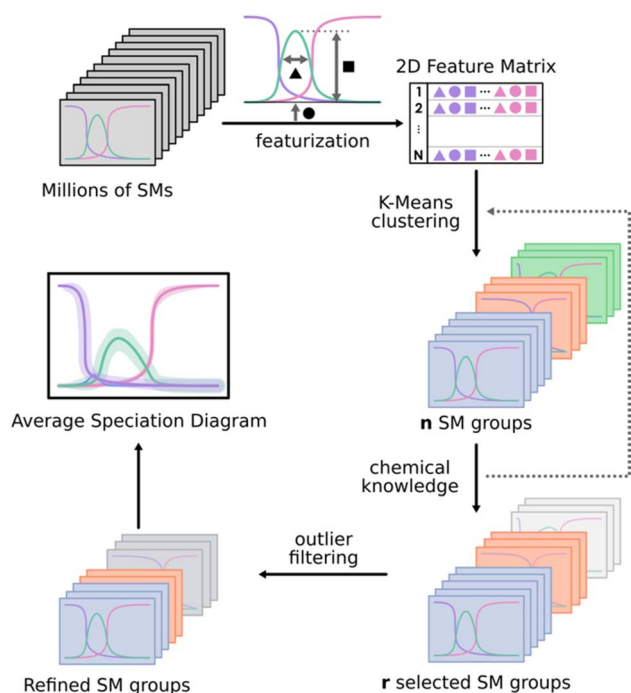 Millions of SMs
featurization
2D Feature Matrix
1
2
⋮
N
K-Means
clustering
n SM groups
chemical
knowledge
r selected SM groups
outlier
filtering
Refined SM groups
Average Speciation Diagram